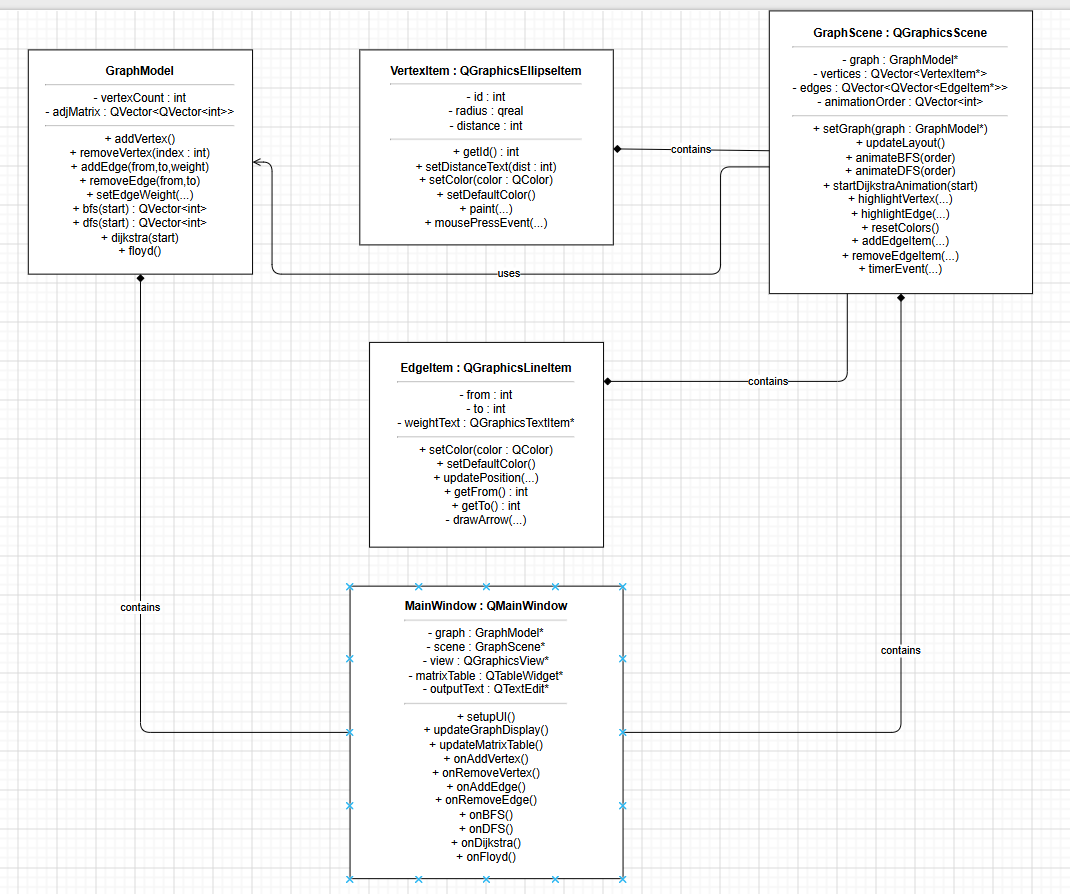 GraphModel
- vertexCount : int
- adjMatrix : QVector<QVector<int>>
+ addVertex()
+ removeVertex(index : int)
+ addEdge(from,to,weight)
+ removeEdge(from,to)
+ setEdgeWeight(...)
+ bfs(start) : QVector<int>
+ dfs(start) : QVector<int>
+ dijkstra(start)
+ floyd()
VertexItem : QGraphicsEllipseItem
- id : int
- radius : qreal
- distance : int
+ getId() : int
+ setDistanceText(dist : int)
+ setColor(color : QColor)
+ setDefaultColor()
+ paint(...)
+ mousePressEvent(...)
contains
GraphScene : QGraphicsScene
- graph : GraphModel*
- vertices : QVector<VertexItem*>
- edges : QVector<QVector<EdgeItem*>>
- animationOrder : QVector<int>
+ setGraph(graph : GraphModel*)
+ updateLayout()
+ animateBFS(order)
+ animateDFS(order)
+ startDijkstraAnimation(start)
+ highlightVertex(...)
+ highlightEdge(...)
+ resetColors()
+ addEdgeItem(...)
+ removeEdgeItem(...)
+ timerEvent(...)
uses
EdgeItem : QGraphicsLineItem
- from : int
- to : int
- weightText : QGraphicsTextItem*
+ setColor(color : QColor)
+ setDefaultColor()
+ updatePosition(...)
+ getFrom() : int
+ getTo() : int
- drawArrow(...)
contains
contains
MainWindow : QMainWindow
- graph : GraphModel*
- scene : GraphScene*
- view : QGraphicsView*
- matrixTable : QTableWidget*
- outputText : QTextEdit*
+ setupUI()
+ updateGraphDisplay()
+ updateMatrixTable()
+ onAddVertex()
+ onRemoveVertex()
+ onAddEdge()
+ onRemoveEdge()
+ onBFS()
+ onDFS()
+ onDijkstra()
+ onFloyd()
contains